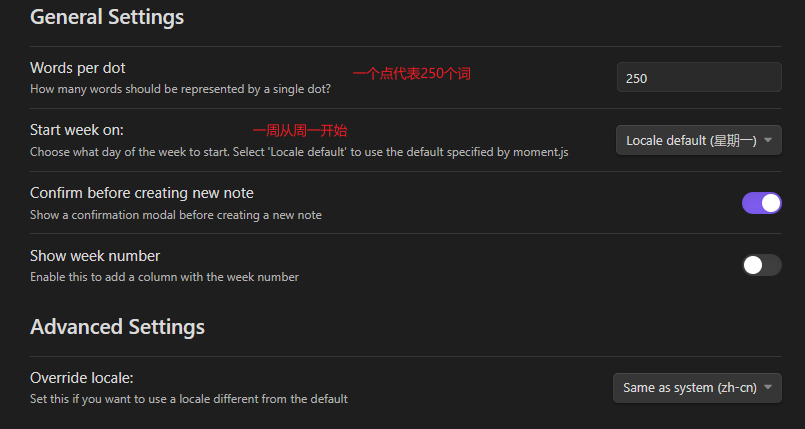 General Settings
Words per dot
一个点代表250个词
How many words should be represented by a single dot?
250
Start week on:
一周从周一开始
Choose what day of the week to start. Select 'Locale default' to use the default specified by moment.js
Locale default (星期一)
Confirm before creating new note
Show a confirmation modal before creating a new note
Show week number
Enable this to add a column with the week number
Advanced Settings
Override locale:
Set this if you want to use a locale different from the default
Same as system (zh-cn)